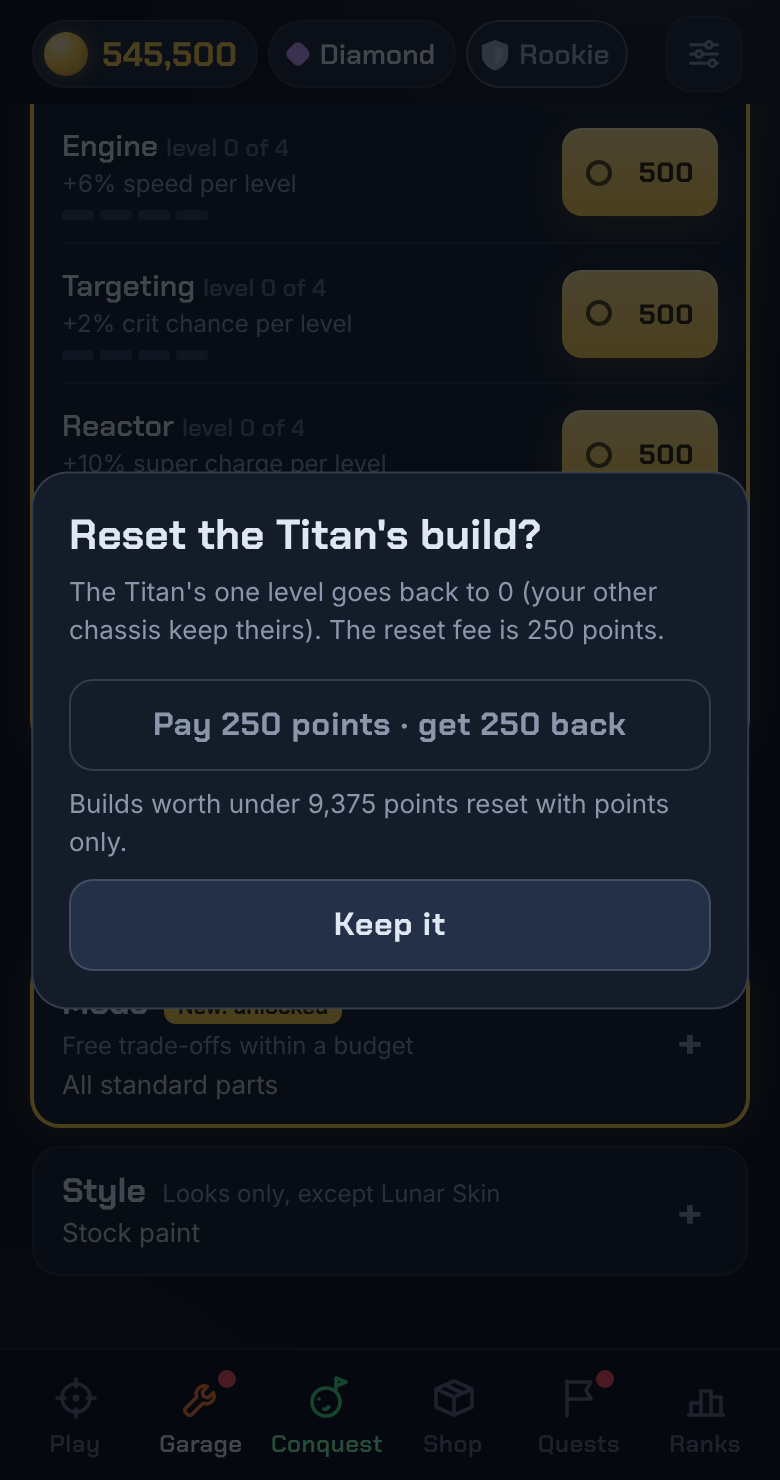 545,500 Diamond Rookie
Engine level 0 of 4
+6% speed per level
500
Targeting level 0 of 4
+2% crit chance per level
500
Reactor level 0 of 4
+10% super charge per level
500
Reset the Titan's build?
The Titan's one level goes back to 0 (your other
chassis keep theirs). The reset fee is 250 points.
Pay 250 points · get 250 back
Builds worth under 9,375 points reset with points
only.
Keep it
Mods New: unlocked
Free trade-offs within a budget
All standard parts
Style Looks only, except Lunar Skin
Stock paint
Play Garage Conquest Shop Quests Ranks